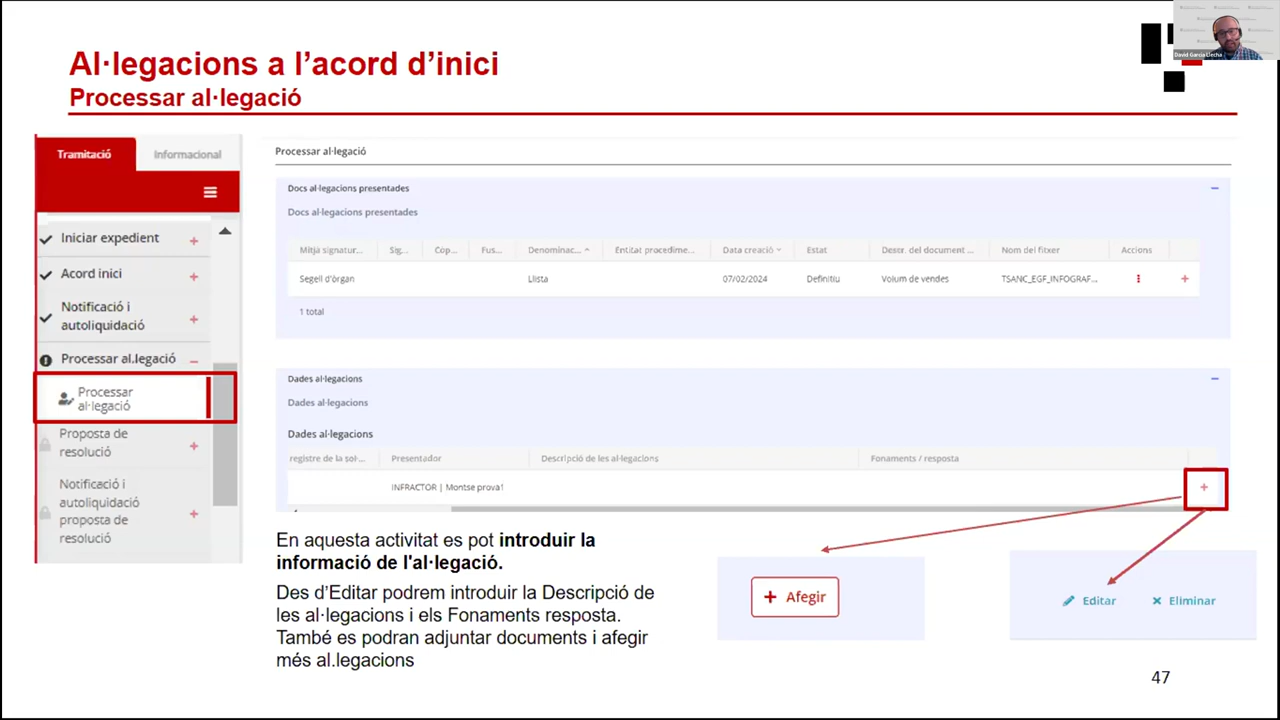 Al·legacions a l’acord d’inici
Processar al·legació
David Garcia Llecha
Tramitació
Informacional
Iniciar expedient
Acord inici
Notificació i
autoliquidació
Processar al.legació
Processar
al·legació
Proposta de
resolució
Notificació i
autoliquidació
proposta de
resolució
Processar al·legació
Docs al·legacions presentades
Docs al·legacions presentades
Mitjà signatur... Sig... Cop... Fus... Denominac... Entitat procedime... Data creació Estat Descr. del document ... Nom del fitxer Accions
Segell d'òrgan Llista 07/02/2024 Definitiu Volum de vendes TSANC_EGF_INFOGRAF...
1 total
Dades al·legacions
Dades al·legacions
Dades al·legacions
registre de la sol·... Presentador Descripció de les al·legacions Fonaments / resposta
INFRACTOR | Montse prova1
En aquesta activitat es pot introduir la
informació de l'al·legació.
Des d’Editar podrem introduir la Descripció de
les al·legacions i els Fonaments resposta.
També es podran adjuntar documents i afegir
més al.legacions
+ Afegir
Editar
Eliminar
47